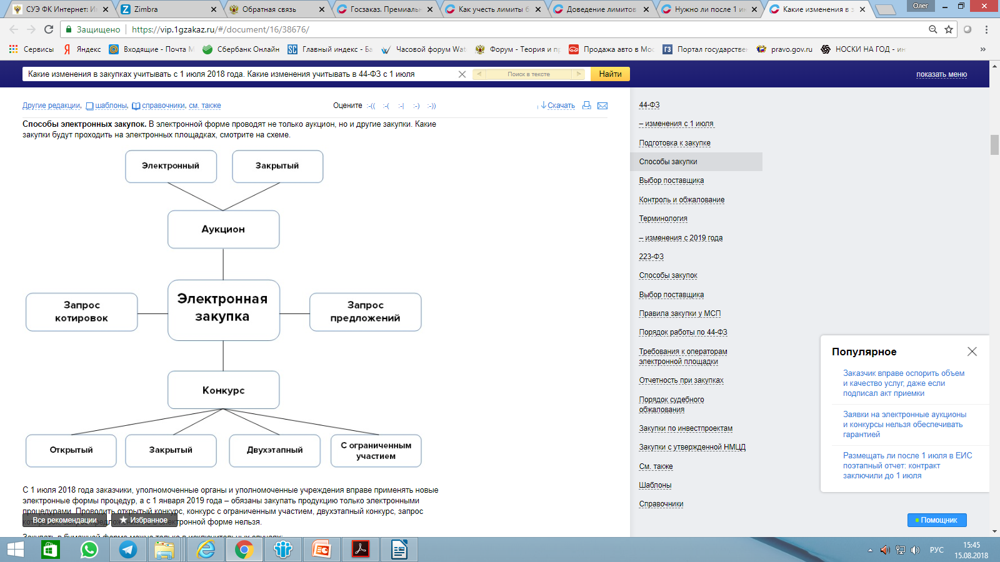 СУЭ ФК Интернет: И
Zimbra
Обратная связь
Госзаказ. Премиальн
Как учесть лимиты б
Доведение лимитов
Нужно ли после 1 и
Какие изменения в з
Олег
Защищено
https://vip.1gzakaz.ru/#/document/16/38676/
Сервисы
Яндекс
Входящие - Почта М
Сбербанк Онлайн
Главный индекс - Ба
Часовой форум Wat
Форум - Теория и пр
Продажа авто в Мос
Портал государствен
pravo.gov.ru
НОСКИ НА ГОД - ин
»
Какие изменения в закупках учитывать с 1 июля 2018 года. Какие изменения учитывать в 44-ФЗ с 1 июля
Поиск в тексте
Найти
показать меню
Другие редакции, шаблоны, справочники, см. также
Оцените :-(( :-( :-| :-) :-))
Скачать
Способы электронных закупок. В электронной форме проводят не только аукцион, но и другие закупки. Какие
закупки будут проходить на электронных площадках, смотрите на схеме.
Электронный
Закрытый
Аукцион
Запрос
котировок
Электронная
закупка
Запрос
предложений
Конкурс
Открытый
Закрытый
Двухэтапный
С ограниченным
участием
С 1 июля 2018 года заказчики, уполномоченные органы и уполномоченные учреждения вправе применять новые
электронные формы процедур, а с 1 января 2019 года – обязаны закупать продукцию только электронными
процедурами. Проводить открытый конкурс, конкурс с ограниченным участием, двухэтапный конкурс, запрос
электронной форме нельзя.
Все рекомендации
★ Избранное
Закупать в бумажной форме можно только в исключительных случаях:
44-ФЗ
– изменения с 1 июля
Подготовка к закупке
Способы закупки
Выбор поставщика
Контроль и обжалование
Терминология
– изменения с 2019 года
223-ФЗ
Способы закупок
Выбор поставщика
Правила закупки у МСП
Порядок работы по 44-ФЗ
Требования к операторам
электронной площадки
Отчетность при закупках
Порядок судебного
обжалования
Закупки по инвестпроектам
Закупки с утвержденной НМЦД
См. также
Шаблоны
Справочники
Популярное
Заказчик вправе оспорить объем
и качество услуг, даже если
подписал акт приемки
Заявки на электронные аукционы
и конкурсы нельзя обеспечивать
гарантией
Размещать ли после 1 июля в ЕИС
поэтапный отчет: контракт
заключили до 1 июля
Помощник
РУС
15:45
15.08.2018